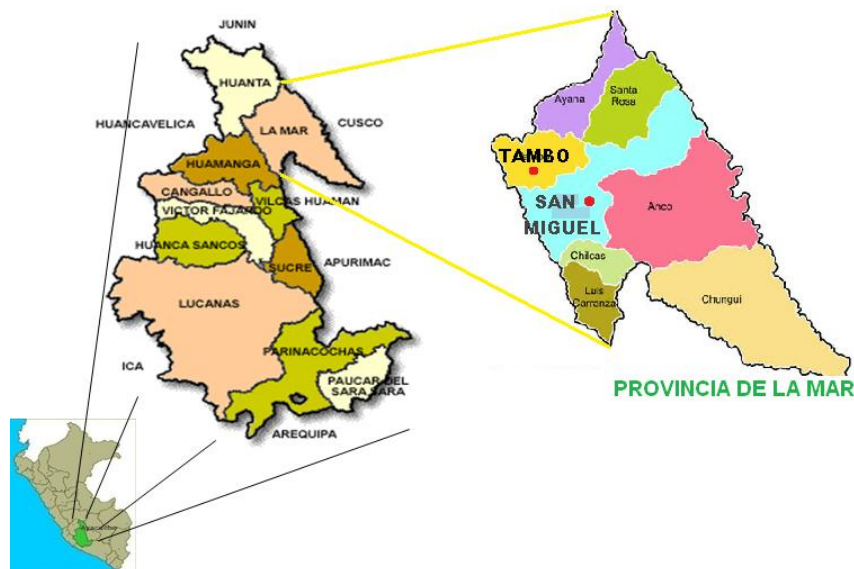 JUNIN
HUANTA
HUANCAVELICA
LA MAR
CUSCO
HUAMANGA
CANGALLO
VILCAS HUAMAN
VICTOR FAJARDO
HUANCA SANCOS
SUCRE
APURIMAC
LUCANAS
ICA
PARINACOCHAS
PAUCAR DEL
SARA SARA
AREQUIPA
Ayacucho
Ayana
Santa
Rosa
TAMBO
SAN
MIGUEL
Anco
Chilcas
Luis
Carranza
Chungui
PROVINCIA DE LA MAR